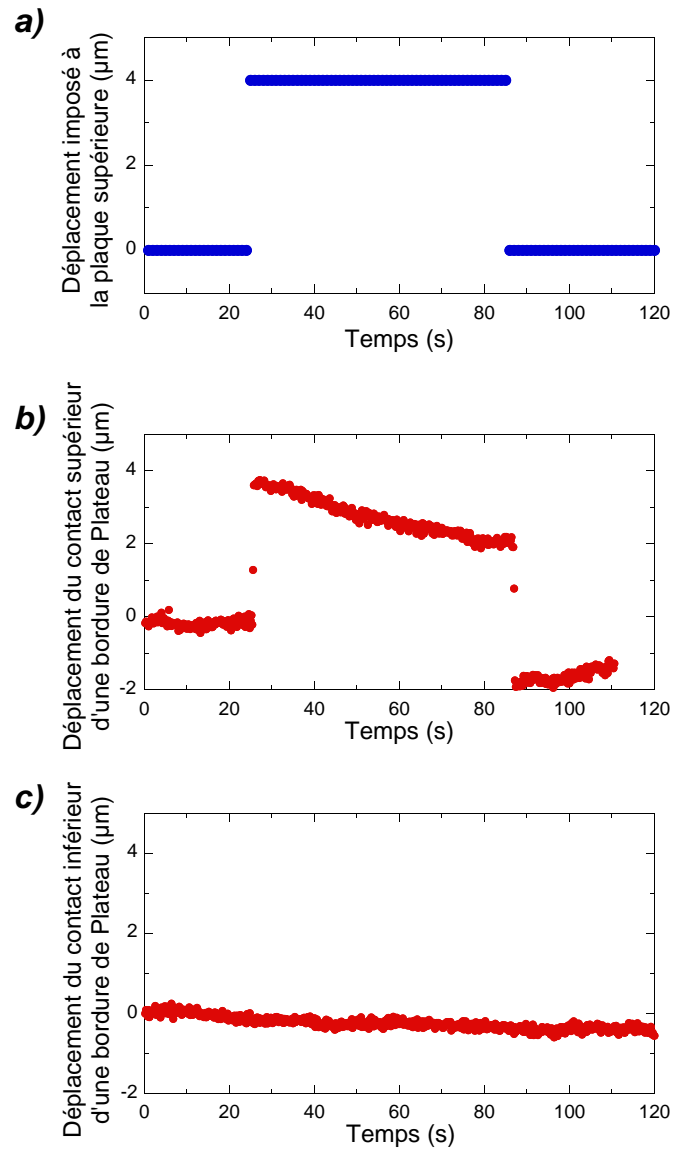 a)
Déplacement imposé à
la plaque supérieure (µm)
4
2
0
0 20 40 60 80 100 120
Temps (s)
b)
Déplacement du contact supérieur
d'une bordure de Plateau (µm)
4
2
0
-2
0 20 40 60 80 100 120
Temps (s)
c)
Déplacement du contact inférieur
d'une bordure de Plateau (µm)
4
2
0
-2
0 20 40 60 80 100 120
Temps (s)